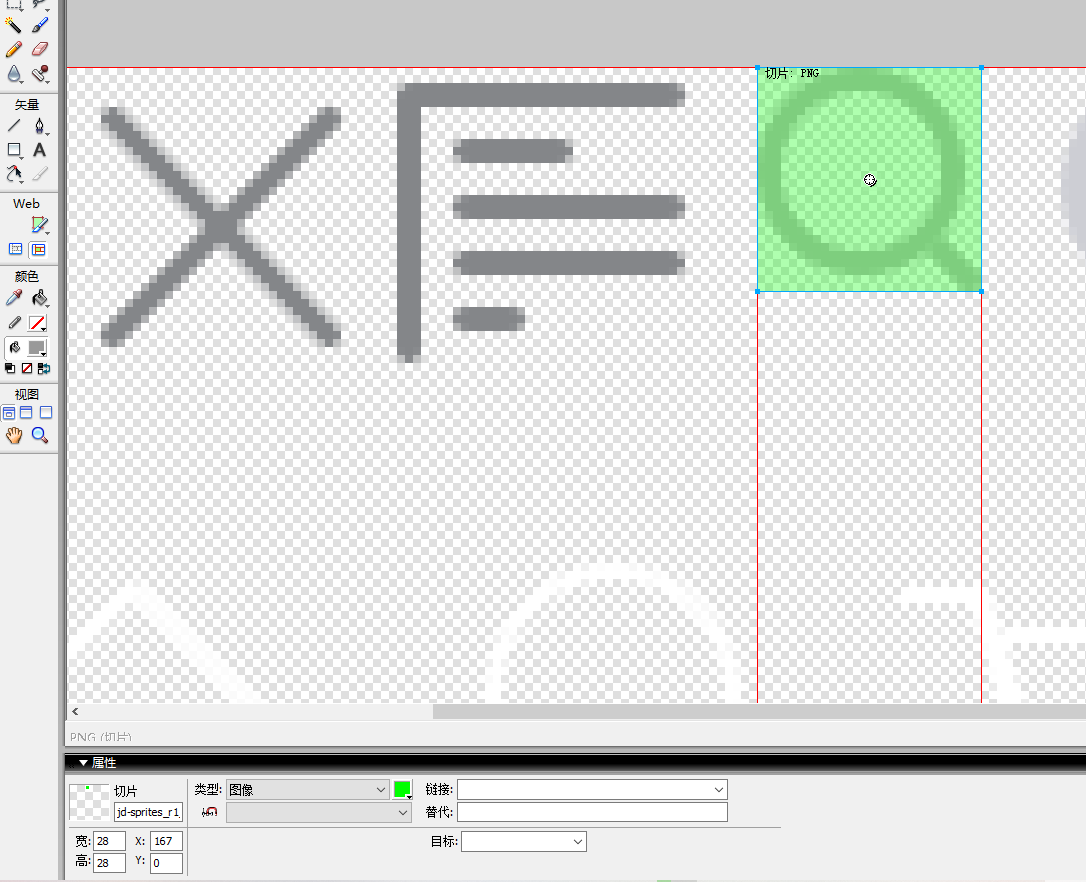 矢量
A
Web
颜色
视图
切片: PNG
PNG (切片)
属性
切片
jd-sprites_r1
类型:
图像
链接:
替代:
宽: 28
X: 167
目标:
高: 28
Y: 0